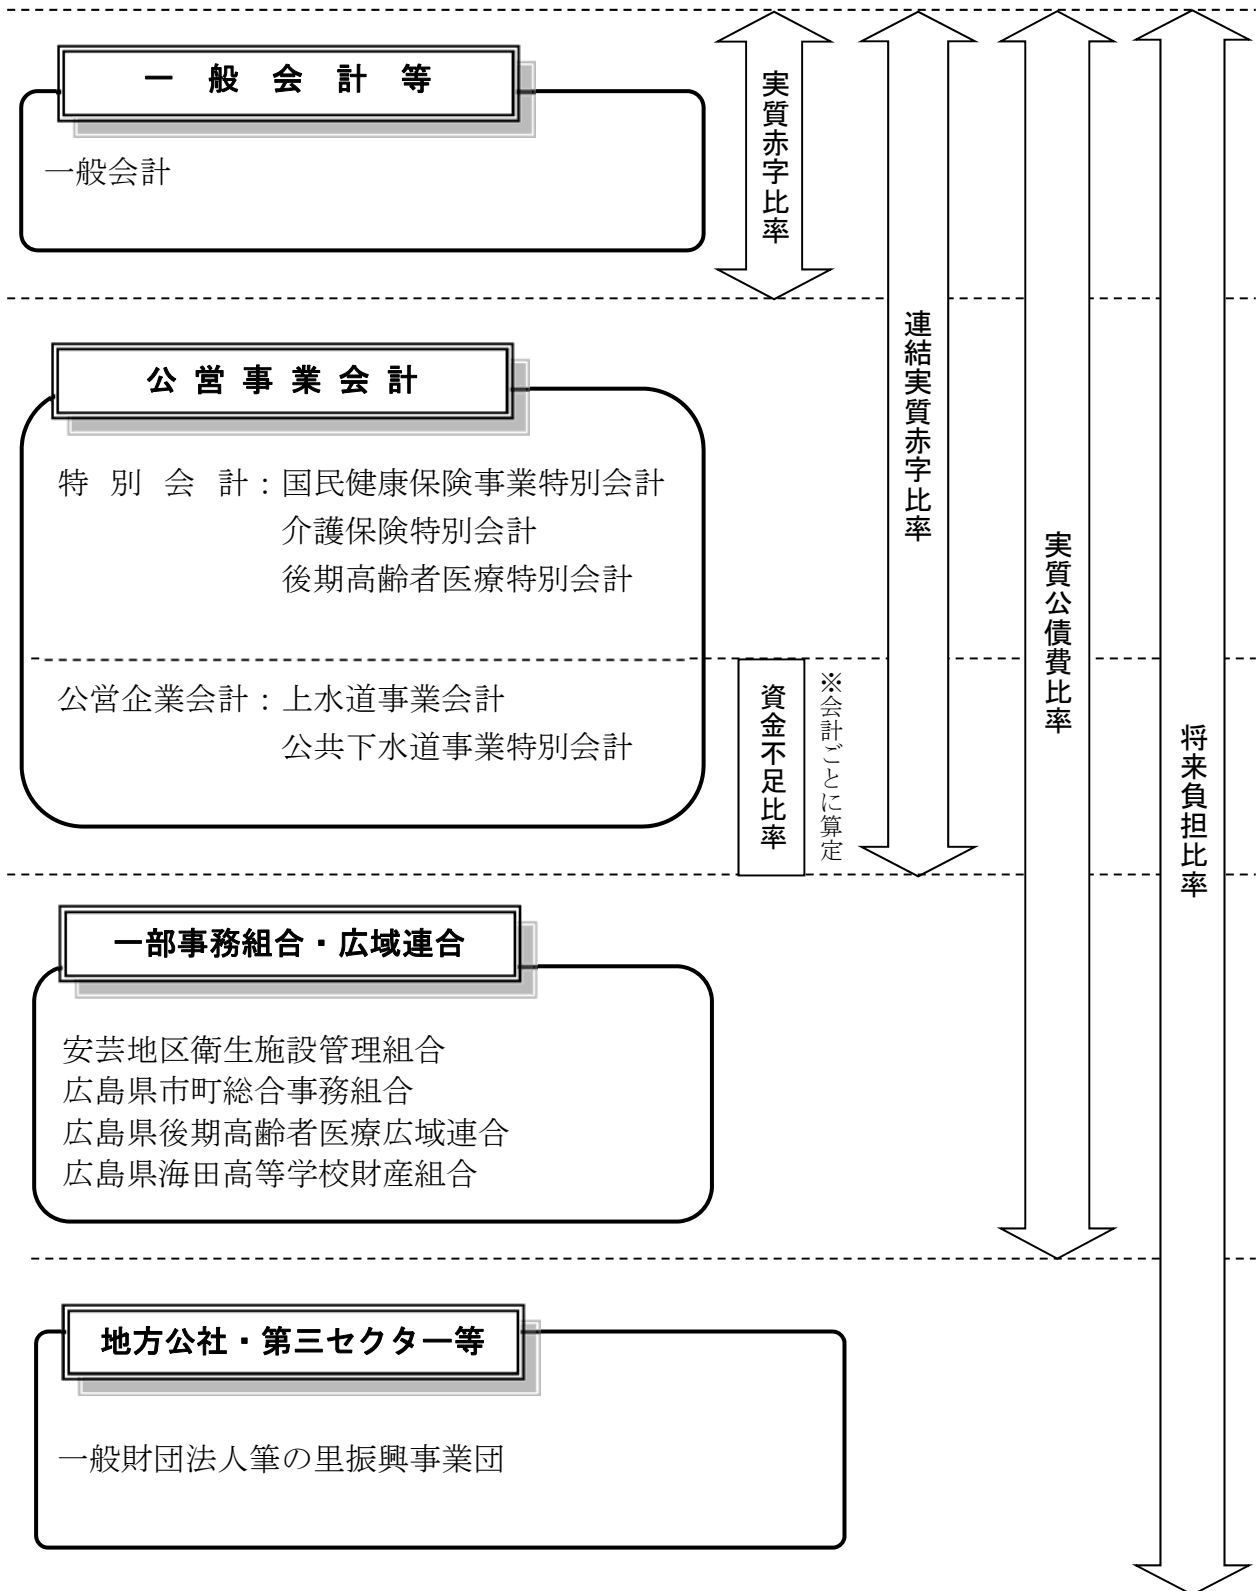 一般会計等
一般会計
実質赤字比率
連結実質赤字比率
実質公債費比率
将来負担比率
公営事業会計
特別会計：国民健康保険事業特別会計
介護保険特別会計
後期高齢者医療特別会計
公営企業会計：上水道事業会計
公共下水道事業特別会計
資金不足比率
※会計ごとに算定
一部事務組合・広域連合
安芸地区衛生施設管理組合
広島県市町総合事務組合
広島県後期高齢者医療広域連合
広島県海田高等学校財産組合
地方公社・第三セクター等
一般財団法人筆の里振興事業団